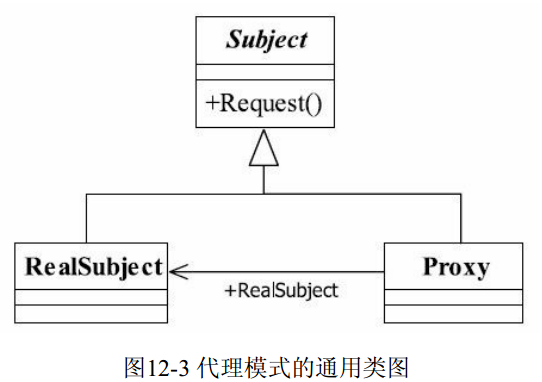 Subject
+Request()
RealSubject
Proxy
+RealSubject
图12-3 代理模式的通用类图